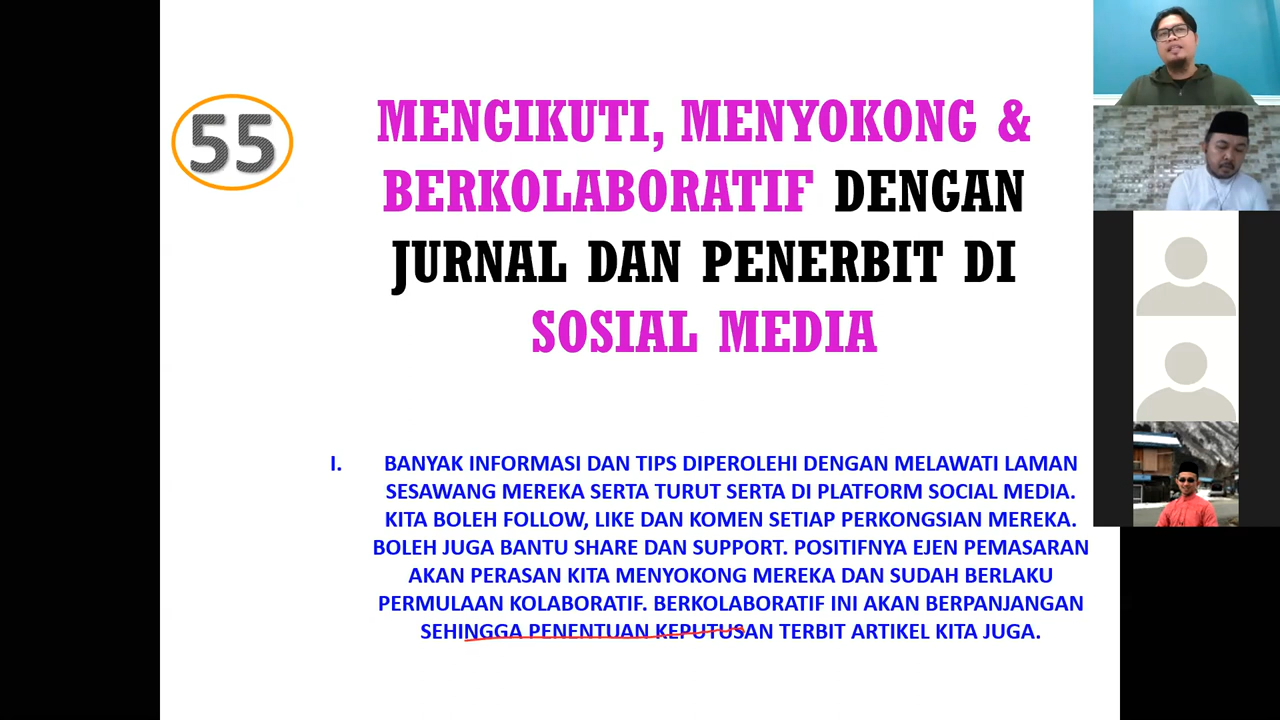 55
MENGIKUTI, MENYOKONG &
BERKOLABORATIF DENGAN
JURNAL DAN PENERBIT DI
SOSIAL MEDIA
I. BANYAK INFORMASI DAN TIPS DIPEROLEHI DENGAN MELAWATI LAMAN
SESAWANG MEREKA SERTA TURUT SERTA DI PLATFORM SOCIAL MEDIA.
KITA BOLEH FOLLOW, LIKE DAN KOMEN SETIAP PERKONGSIAN MEREKA.
BOLEH JUGA BANTU SHARE DAN SUPPORT. POSITIFNYA EJEN PEMASARAN
AKAN PERASAN KITA MENYOKONG MEREKA DAN SUDAH BERLAKU
PERMULAAN KOLABORATIF. BERKOLABORATIF INI AKAN BERPANJANGAN
SEHINGGA PENENTUAN KEPUTUSAN TERBIT ARTIKEL KITA JUGA.